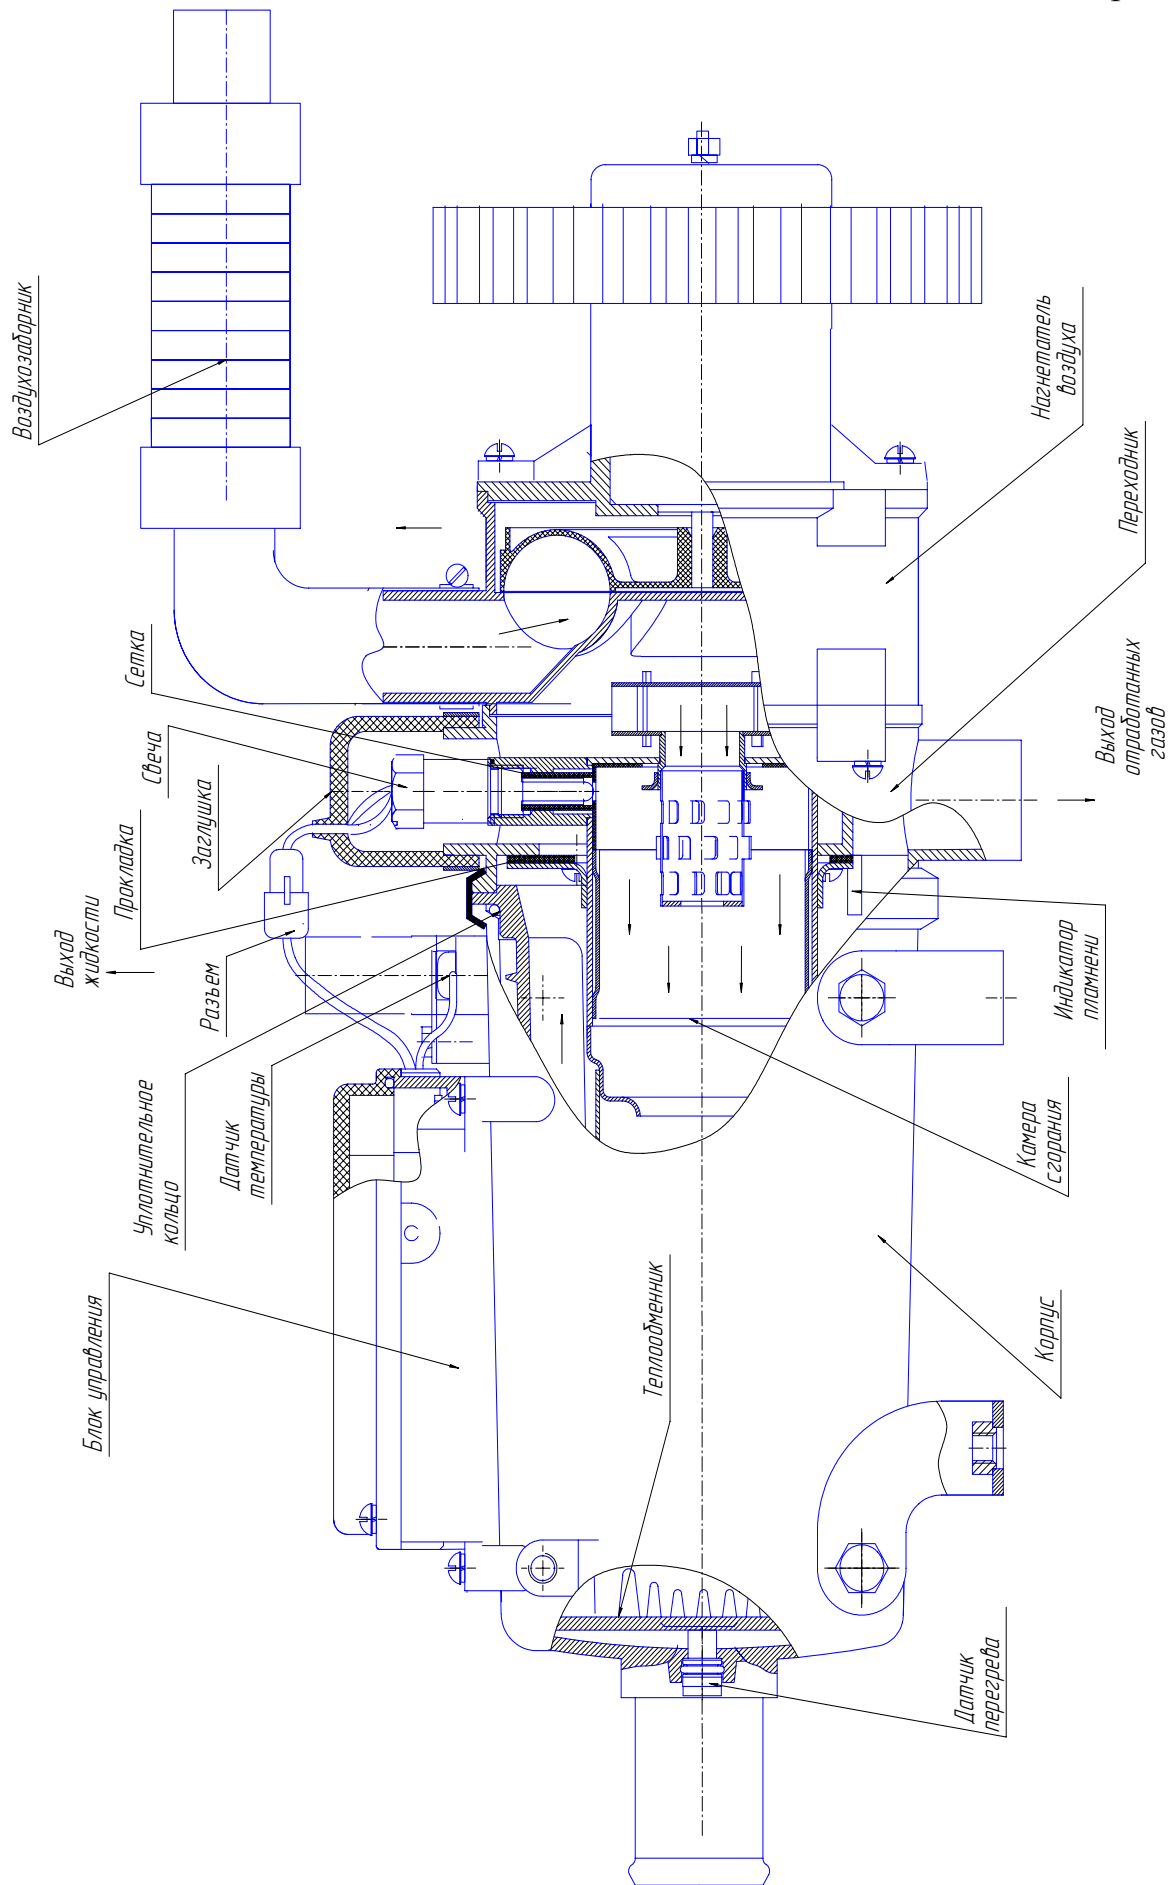 Воздухозаборник
Выход
жидкости
Блок управления
Прокладка
Сетка
Уплотнительное
кольцо
Свеча
Заглушка
Разъем
Датчик
температуры
Теплообменник
Датчик
перегрева
Камера
сгорания
Нагнетатель
воздуха
Корпус
Индикатор
пламнени
Выход
отработанных
газов
Переходник